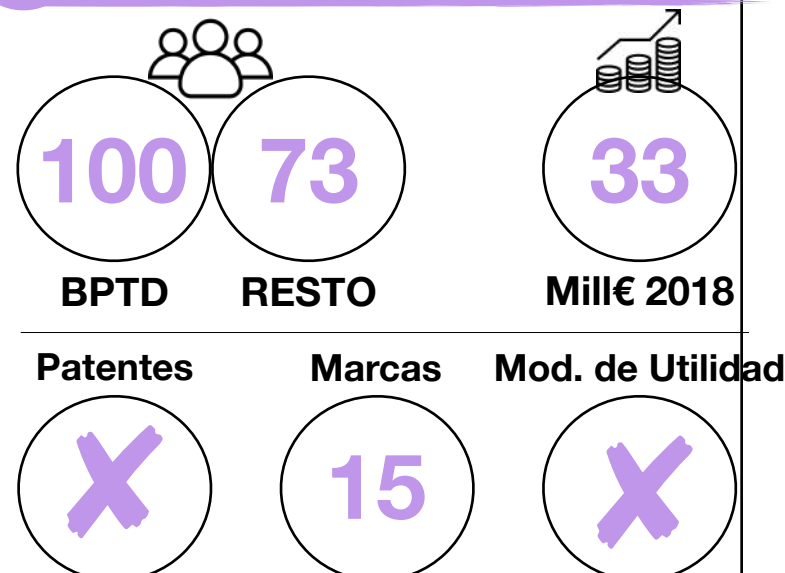 100 73 33
BPTD RESTO Mill€ 2018
Patentes Marcas Mod. de Utilidad
15